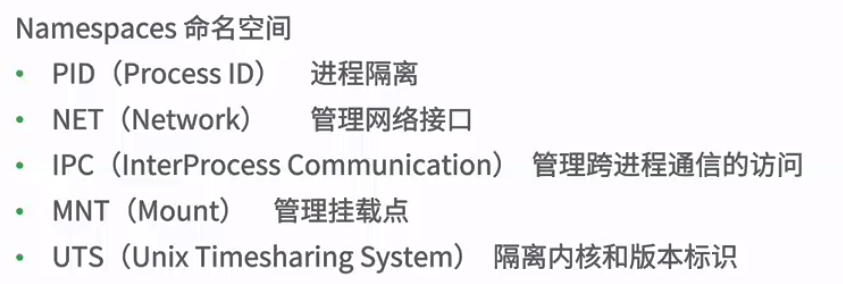 Namespaces 命名空间
• PID（Process ID） 进程隔离
• NET（Network） 管理网络接口
• IPC（InterProcess Communication） 管理跨进程通信的访问
• MNT（Mount） 管理挂载点
• UTS（Unix Timesharing System） 隔离内核和版本标识